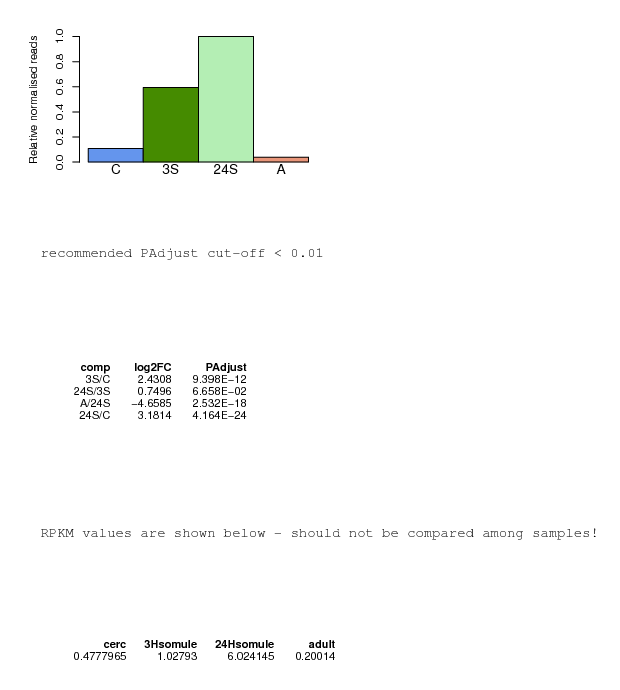 Relative normalised reads
1.0
0.8
0.6
0.4
0.2
0.0
C 3S 24S A
recommended PAdjust cut−off < 0.01
comp log2FC PAdjust
3S/C 2.4308 9.398E−12
24S/3S 0.7496 6.658E−02
A/24S −4.6585 2.532E−18
24S/C 3.1814 4.164E−24
RPKM values are shown below − should not be compared among samples!
cerc 3Hsomule 24Hsomule adult
0.4777965 1.02793 6.024145 0.20014